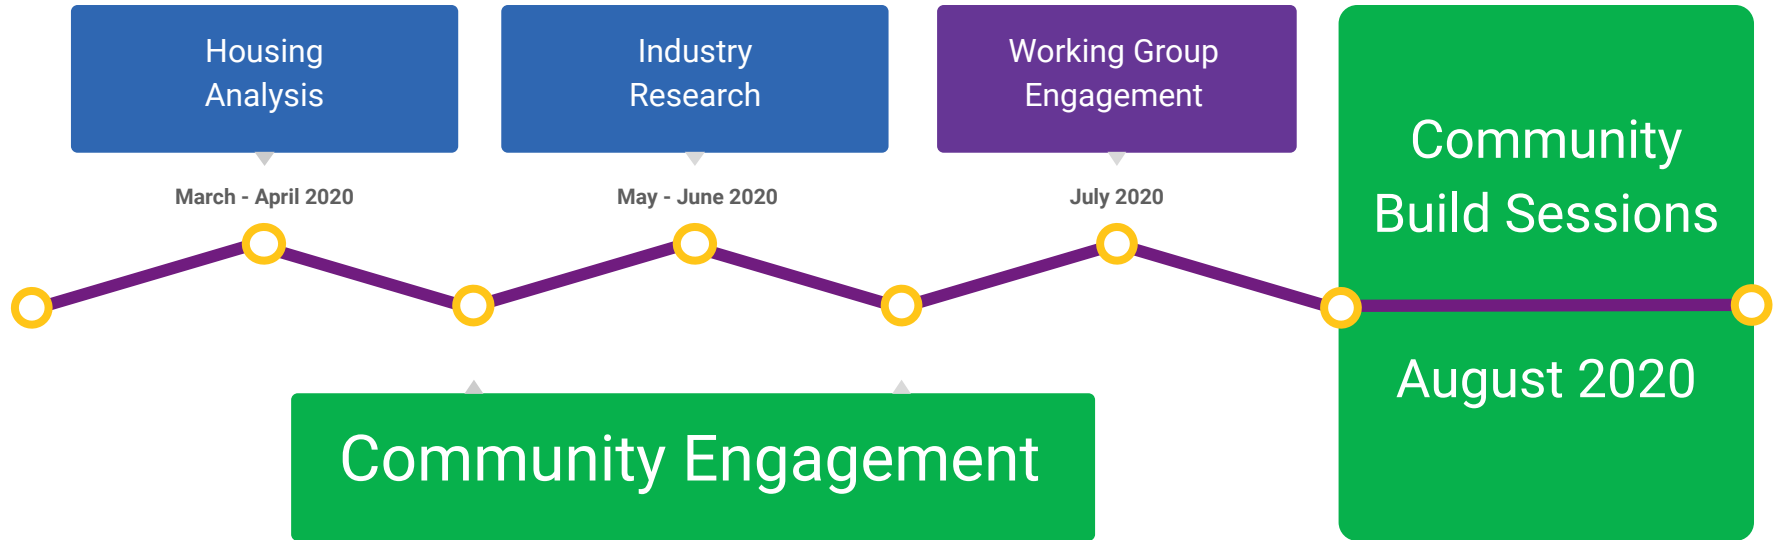 Housing
Analysis
Industry
Research
Working Group
Engagement
March - April 2020
May - June 2020
July 2020
Community
Build Sessions
August 2020
Community Engagement